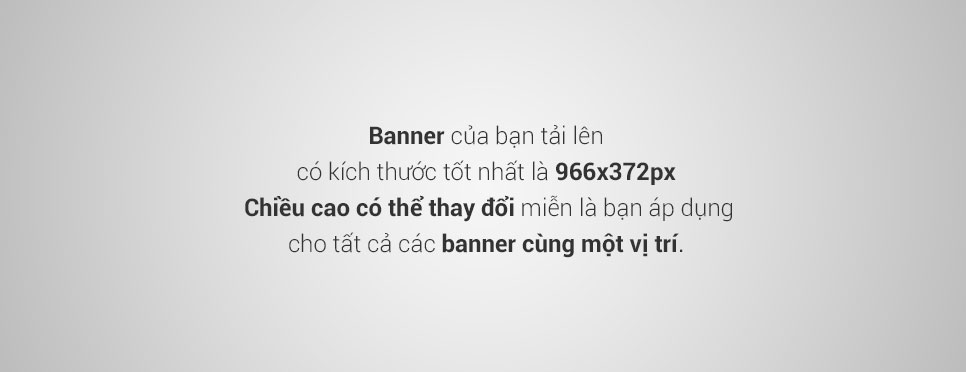 Banner của bạn tải lên
có kích thước tốt nhất là 966x372px
Chiều cao có thể thay đổi miễn là bạn áp dụng
cho tất cả các banner cùng một vị trí.